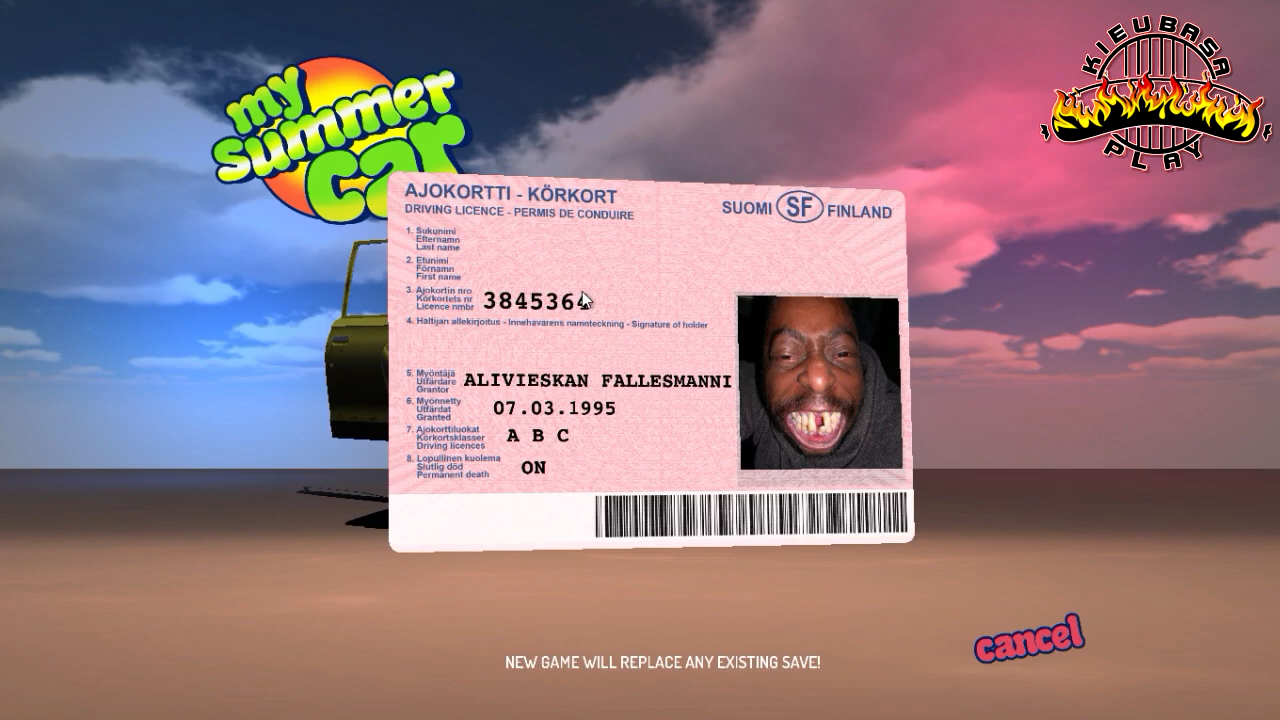 KIEUBASA
PLAY
my
summer
car
AJOKORTTI - KÖRKORT
DRIVING LICENCE - PERMIS DE CONDUIRE
SUOMI SF FINLAND
1. Sukunimi
Efternamn
Last name
2. Etunimi
Förnamn
First name
3. Ajokortin nro
Körkortets nr
Licence nmbr
3845364
4. Haltijan allekirjoitus - Innehavarens namnteckning - Signature of holder
5. Myöntäjä
Utfärdare
Grantor
ALIVIESKAN FALLESMANNI
6. Myönnetty
Utfärdat
Granted
07.03.1995
7. Ajokorttiluokat
Körkortsklasser
Driving licences
A B C
8. Lopullinen kuolema
Slutlig död
Permanent death
ON
cancel
NEW GAME WILL REPLACE ANY EXISTING SAVE!